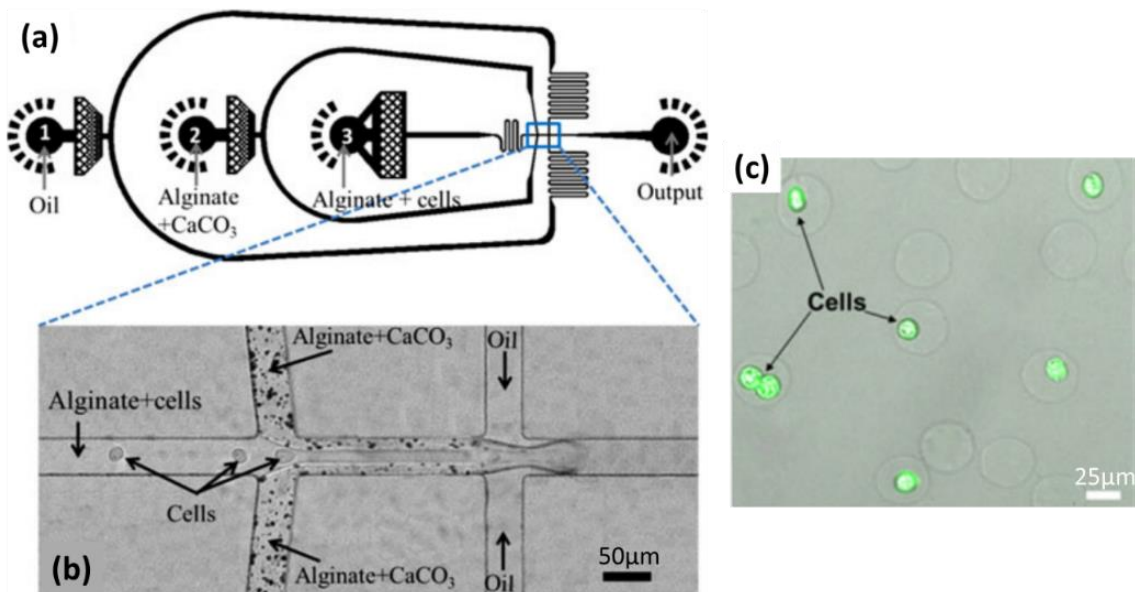 (a)
1
2
3
Oil
Alginate
+CaCO₃
Alginate + cells
Output
(b)
Alginate+CaCO₃
Oil
Alginate+cells
Cells
Alginate+CaCO₃
Oil
50μm
(c)
Cells
25μm